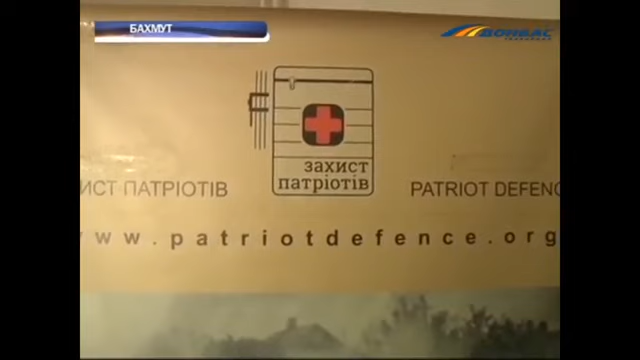 БАХМУТ
ДОНБАС
захист
патріотів
ИСТ ПАТРІОТІВ
PATRIOT DEFENC
www.patriotdefence.org